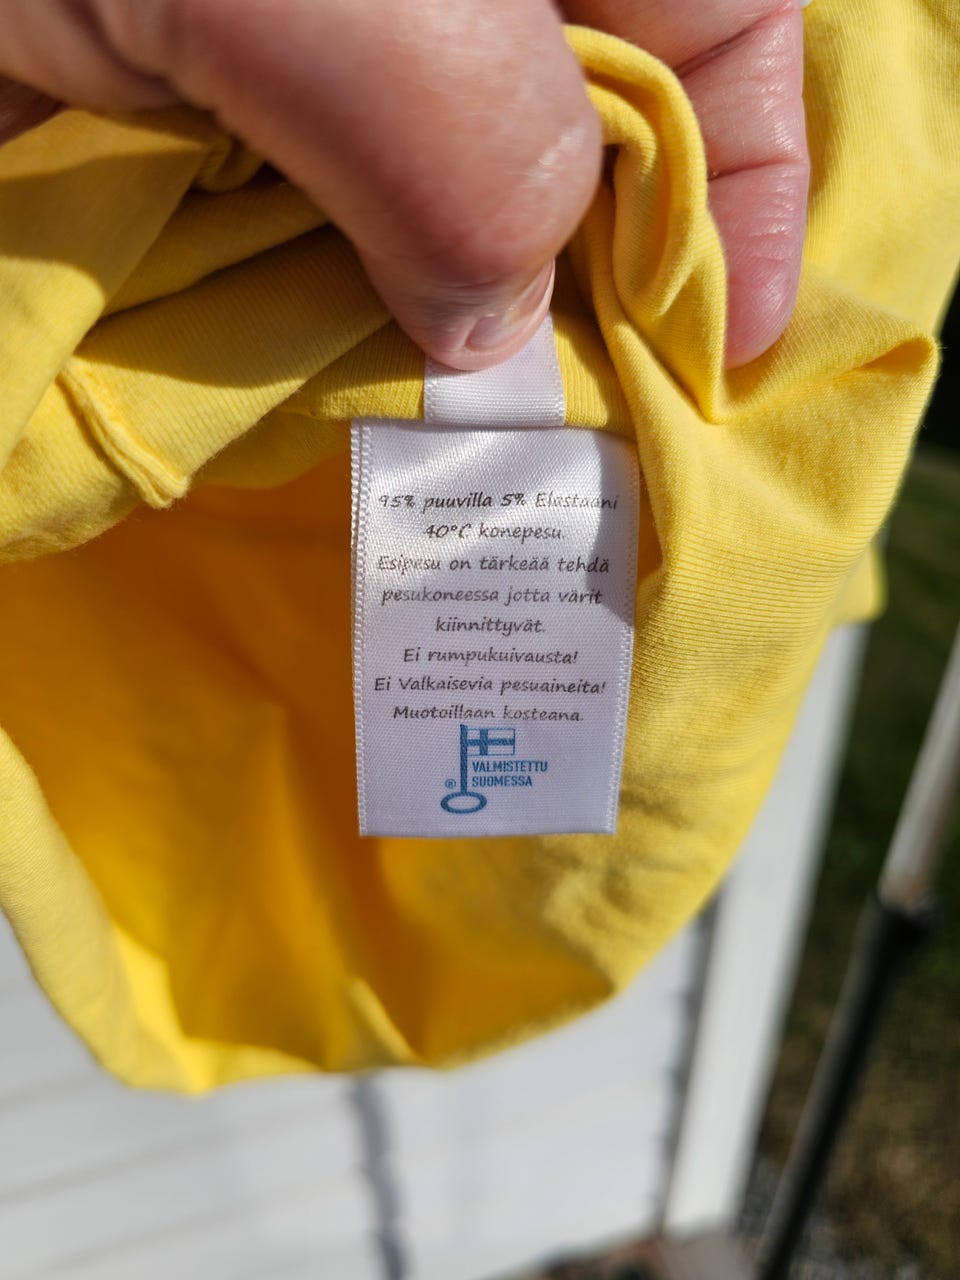 95% puuvilla 5% Elastaani
40°C konepesu
Esipesu on tärkeää tehdä
pesukoneessa jotta värit
kiinnittyvät.
Ei rumpukuivausta!
Ei Valkaisevia pesuaineita!
Muotoillaan kosteana.
VALMISTETTU
® SUOMESSA